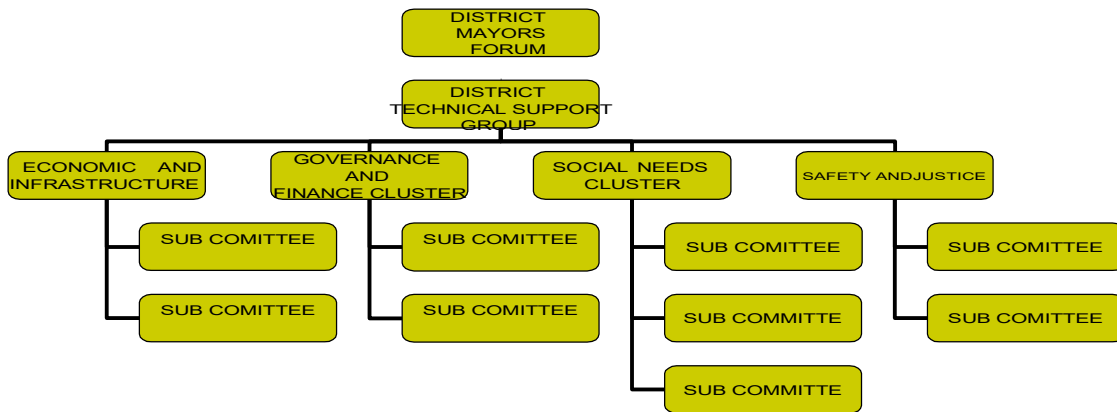 DISTRICT
MAYORS
FORUM
DISTRICT
TECHNICAL SUPPORT
GROUP
ECONOMIC AND
INFRASTRUCTURE
GOVERNANCE
AND
FINANCE CLUSTER
SOCIAL NEEDS
CLUSTER
SAFETY ANDJUSTICE
SUB COMITTEE
SUB COMITTEE
SUB COMITTEE
SUB COMITTEE
SUB COMITTEE
SUB COMMITTE
SUB COMMITTE
SUB COMITTEE
SUB COMITTEE